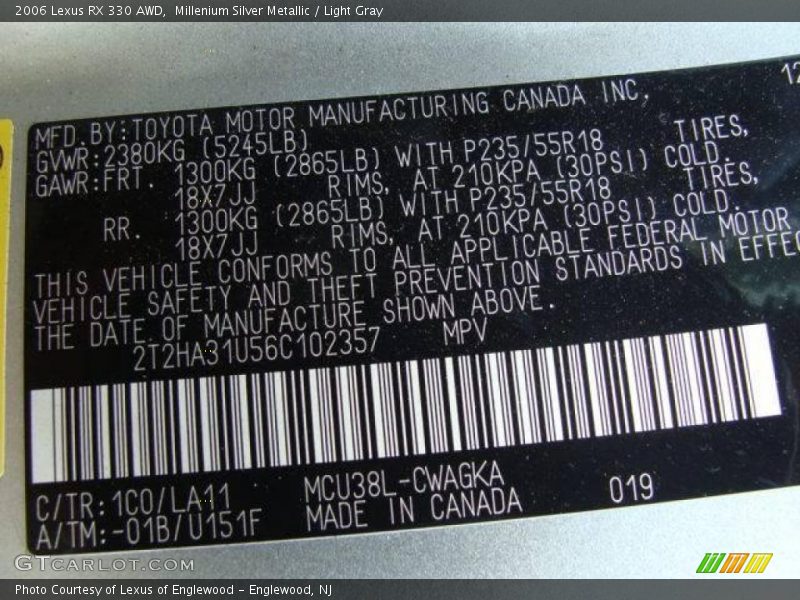 2006 Lexus RX 330 AWD,  Millenium Silver Metallic / Light Gray
12
MFD.BY:TOYOTA MOTOR MANUFACTURING CANADA INC.
GVWR:2380KG (5245LB)
GAWR:FRT. 1300KG (2865LB) WITH P235/55R18 TIRES,
18X7JJ RIMS, AT 210KPA (30PSI) COLD.
RR. 1300KG (2865LB) WITH P235/55R18 TIRES,
18X7JJ RIMS, AT 210KPA (30PSI) COLD.
THIS VEHICLE CONFORMS TO ALL APPLICABLE FEDERAL MOTOR
VEHICLE SAFETY AND THEFT PREVENTION STANDARDS IN EFFEC
THE DATE OF MANUFACTURE SHOWN ABOVE.
2T2HA31U56C102357 MPV
C/TR:1C0/LA11 MCU38L-CWAGKA 019
A/TM:-01B/U151F MADE IN CANADA
GTCARLOT.COM
Photo Courtesy of Lexus of Englewood - Englewood, NJ